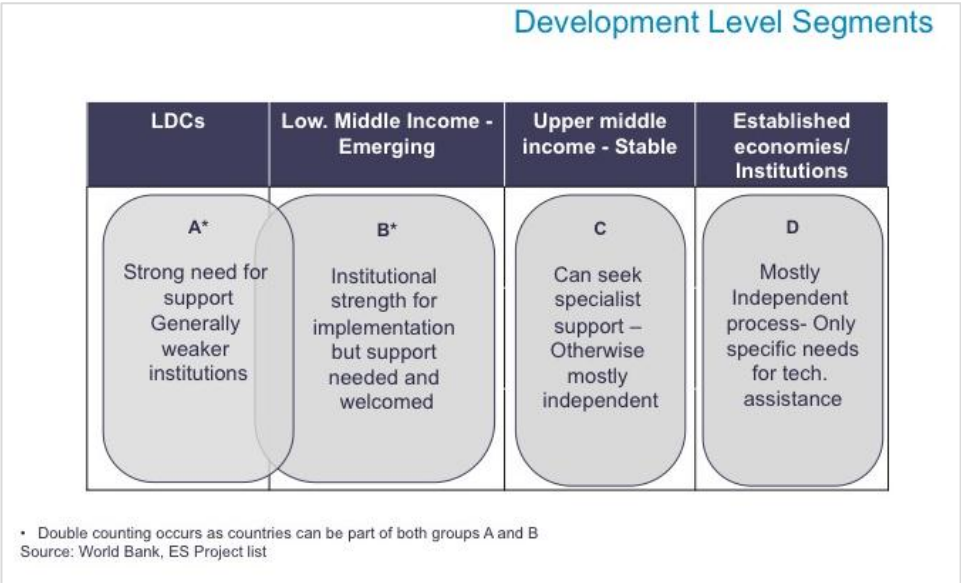 Development Level Segments
LDCs
Low. Middle Income -
Emerging
Upper middle
income - Stable
Established
economies/
Institutions
A*
Strong need for
support
Generally
weaker
institutions
B*
Institutional
strength for
implementation
but support
needed and
welcomed
C
Can seek
specialist
support –
Otherwise
mostly
independent
D
Mostly
Independent
process- Only
specific needs
for tech.
assistance
• Double counting occurs as countries can be part of both groups A and B
Source: World Bank, ES Project list